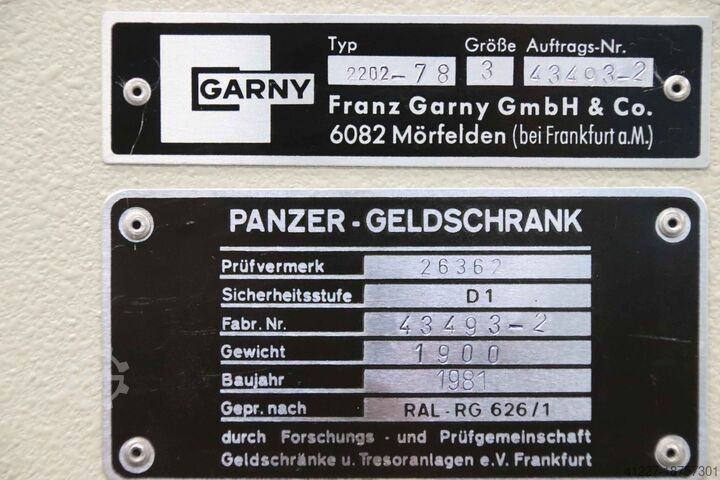 Typ Größe Auftrags-Nr.
GARNY 2202-78 3 43493-2
Franz Garny GmbH & Co.
6082 Mörfelden (bei Frankfurt a.M.)
PANZER-GELDSCHRANK
Prüfvermerk 26362
Sicherheitsstufe D1
Fabr. Nr. 43493-2
Gewicht 1900
Baujahr 1981
Gepr. nach RAL-RG 626/1
durch Forschungs- und Prüfgemeinschaft
Geldschränke u. Tresoranlagen e.V. Frankfurt
41227-18757301